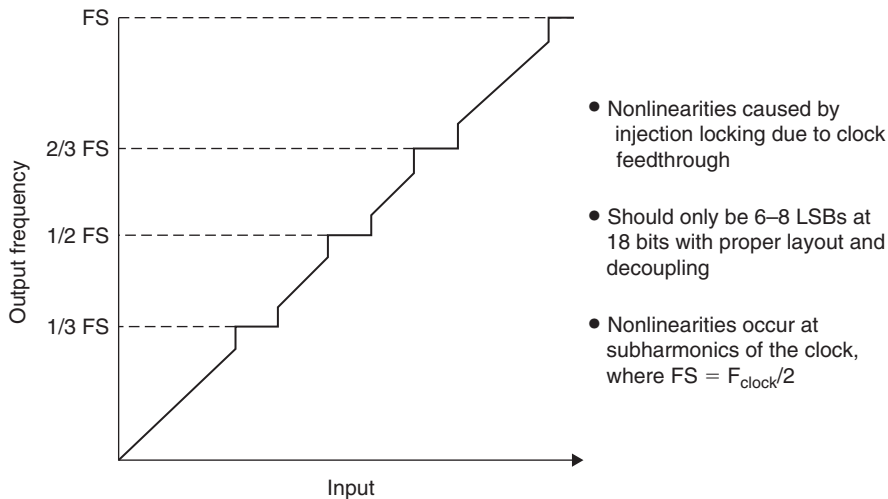 FS
2/3 FS
1/2 FS
1/3 FS
Output frequency
Input
• Nonlinearities caused by
injection locking due to clock
feedthrough
• Should only be 6–8 LSBs at
18 bits with proper layout and
decoupling
• Nonlinearities occur at
subharmonics of the clock,
where FS = F_clock/2